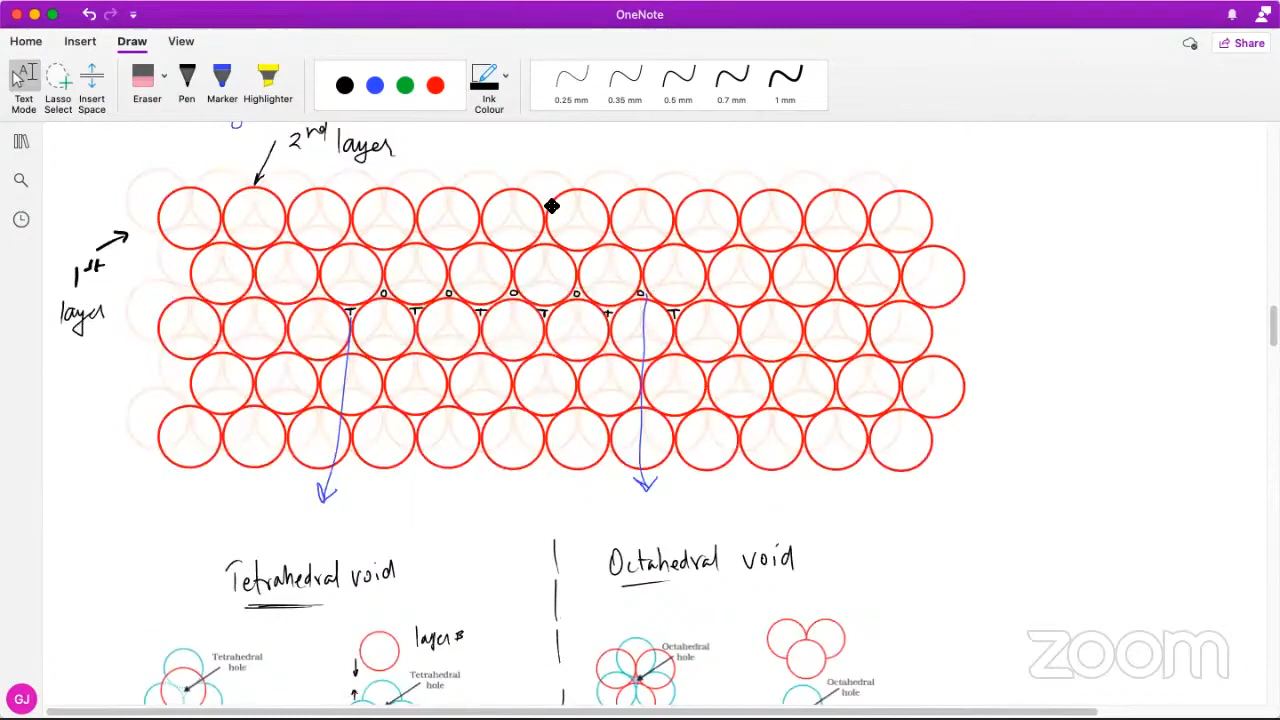 OneNote
Home Insert Draw View
Share
Text Mode
Lasso Select
Insert Space
Eraser
Pen
Marker
Highlighter
Ink Colour
0.25 mm 0.35 mm 0.5 mm 0.7 mm 1 mm
2nd layer
1st layer
O O O O O O
T T T T T T
Tetrahedral void
Octahedral void
layer B
Tetrahedral hole
Tetrahedral hole
Octahedral hole
Octahedral hole
GJ
zoom